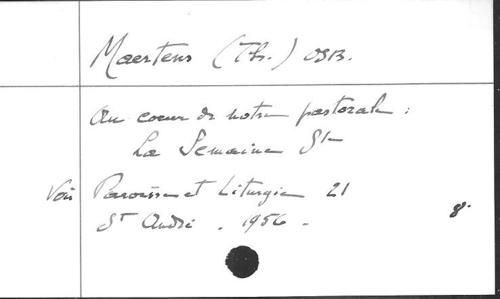 Maertens (Th.) OSB.
Au coeur de notre pastorale :
La Semaine Ste
Voir Paroisse et Liturgie 21
St André . 1956 .
8°